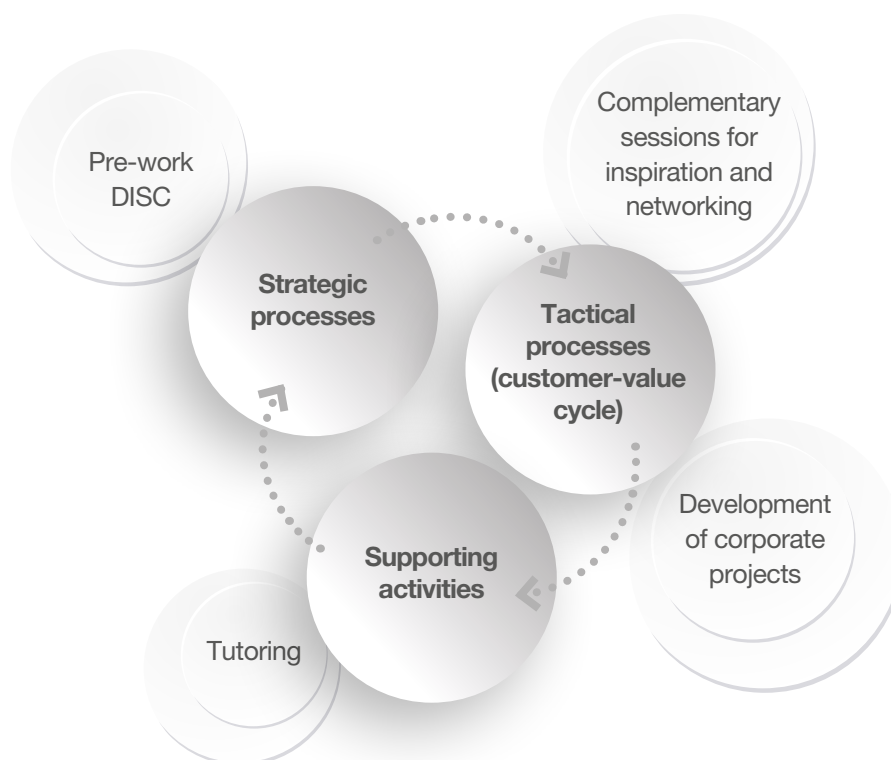 Pre-work
DISC
Complementary
sessions for
inspiration and
networking
Strategic
processes
Tactical
processes
(customer-value
cycle)
Development
of corporate
projects
Supporting
activities
Tutoring